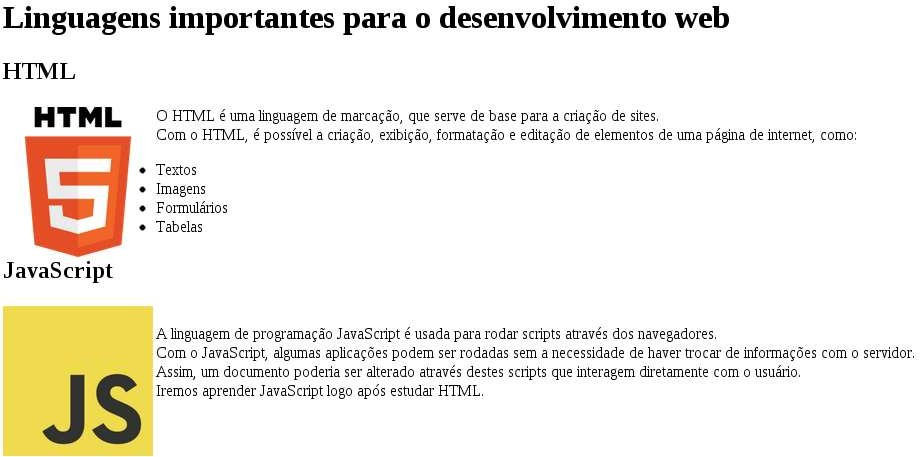 Linguagens importantes para o desenvolvimento web
HTML
HTML
5
O HTML é uma linguagem de marcação, que serve de base para a criação de sites.
Com o HTML, é possível a criação, exibição, formatação e editação de elementos de uma página de internet, como:
• Textos
• Imagens
• Formulários
• Tabelas
JavaScript
JS
A linguagem de programação JavaScript é usada para rodar scripts através dos navegadores.
Com o JavaScript, algumas aplicações podem ser rodadas sem a necessidade de haver trocar de informações com o servidor.
Assim, um documento poderia ser alterado através destes scripts que interagem diretamente com o usuário.
Iremos aprender JavaScript logo após estudar HTML.